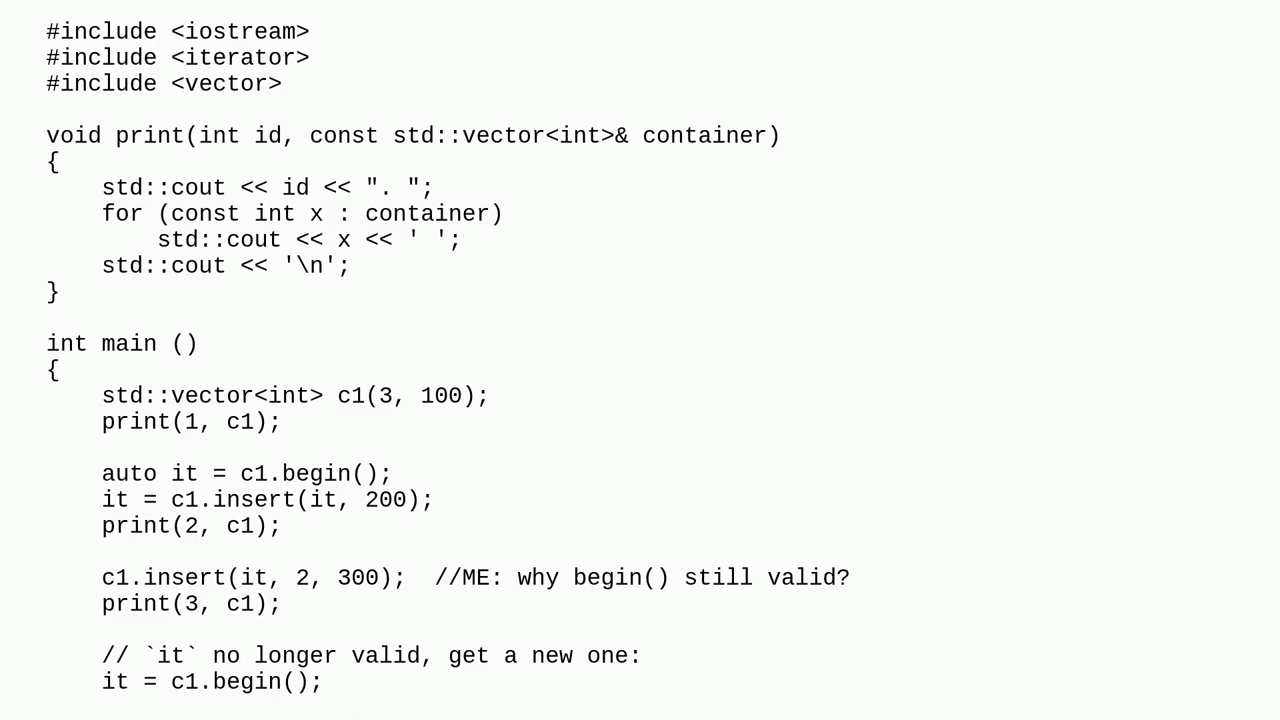 #include <iostream>
#include <iterator>
#include <vector>

void print(int id, const std::vector<int>& container)
{
    std::cout << id << ". ";
    for (const int x : container)
        std::cout << x << ' ';
    std::cout << '\n';
}

int main ()
{
    std::vector<int> c1(3, 100);
    print(1, c1);

    auto it = c1.begin();
    it = c1.insert(it, 200);
    print(2, c1);

    c1.insert(it, 2, 300);  //ME: why begin() still valid?
    print(3, c1);

    // `it` no longer valid, get a new one:
    it = c1.begin();